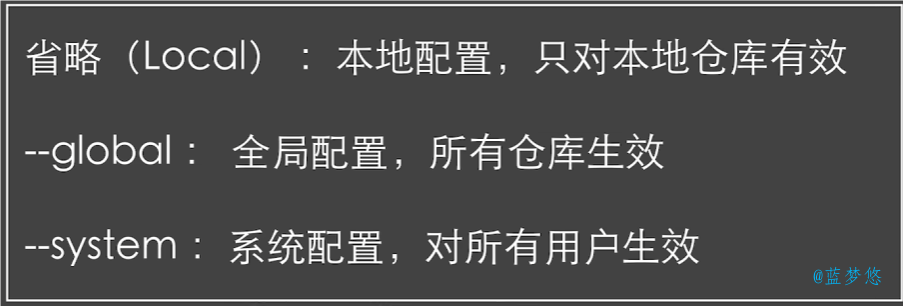 省略（Local）：本地配置，只对本地仓库有效
--global： 全局配置，所有仓库生效
--system：系统配置，对所有用户生效
@蓝梦悠